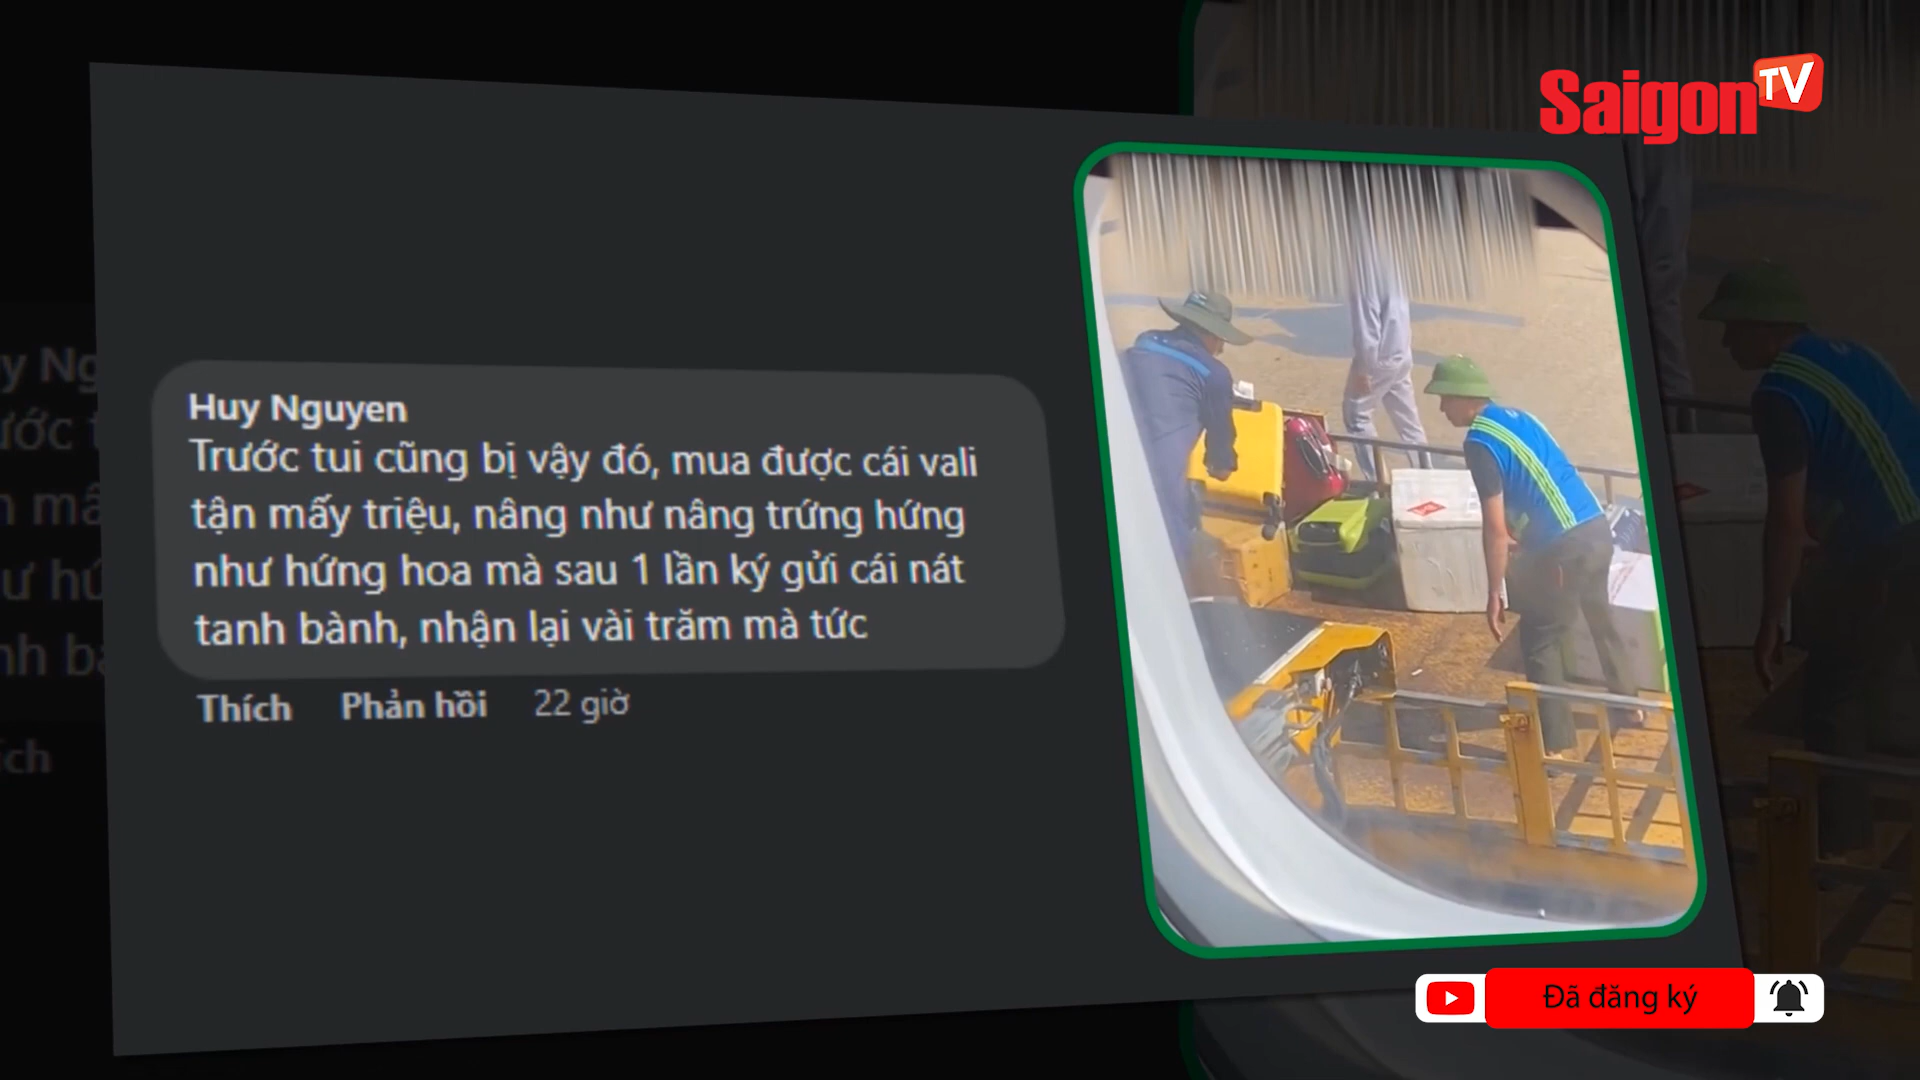 Saigon TV
Huy Nguyen
Trước tui cũng bị vậy đó, mua được cái vali
tận mấy triệu, nâng như nâng trứng hứng
như hứng hoa mà sau 1 lần ký gửi cái nát
tanh bành, nhận lại vài trăm mà tức
Thích Phản hồi 22 giờ
Đã đăng ký